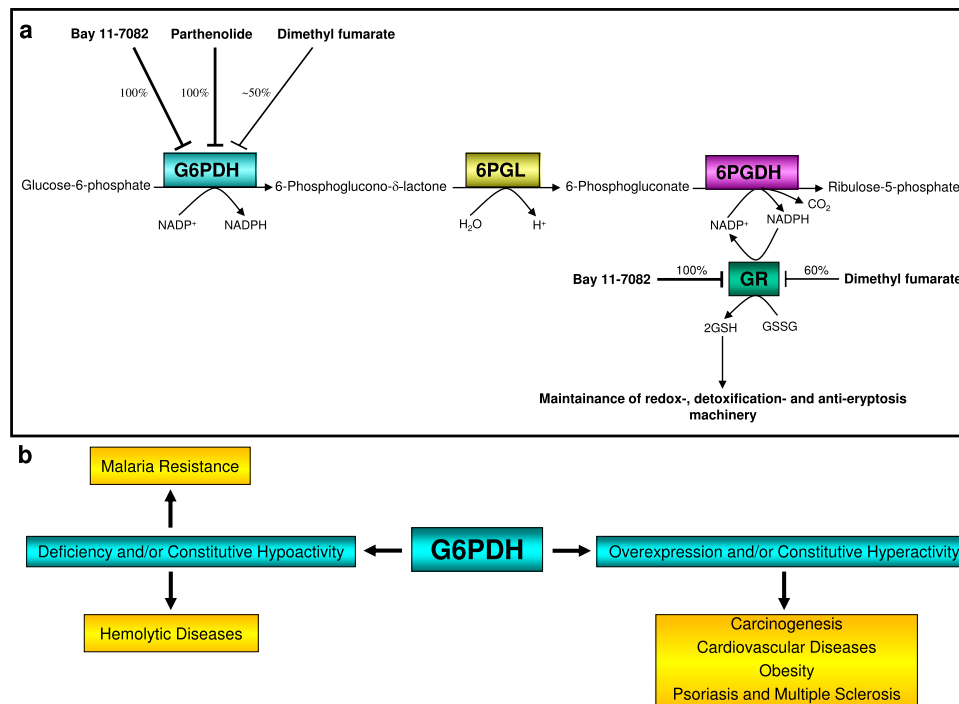 a
Bay 11-7082 Parthenolide Dimethyl fumarate
100% 100% ~50%
G6PDH 6PGL 6PGDH
Glucose-6-phosphate 6-Phosphoglucono-δ-lactone 6-Phosphogluconate Ribulose-5-phosphate
NADP+ NADPH H2O H+ NADP+ NADPH CO2
Bay 11-7082 100% GR 60% Dimethyl fumarate
2GSH GSSG
Maintainance of redox-, detoxification- and anti-eryptosis
machinery
b
Malaria Resistance
Deficiency and/or Constitutive Hypoactivity G6PDH Overexpression and/or Constitutive Hyperactivity
Hemolytic Diseases
Carcinogenesis
Cardiovascular Diseases
Obesity
Psoriasis and Multiple Sclerosis